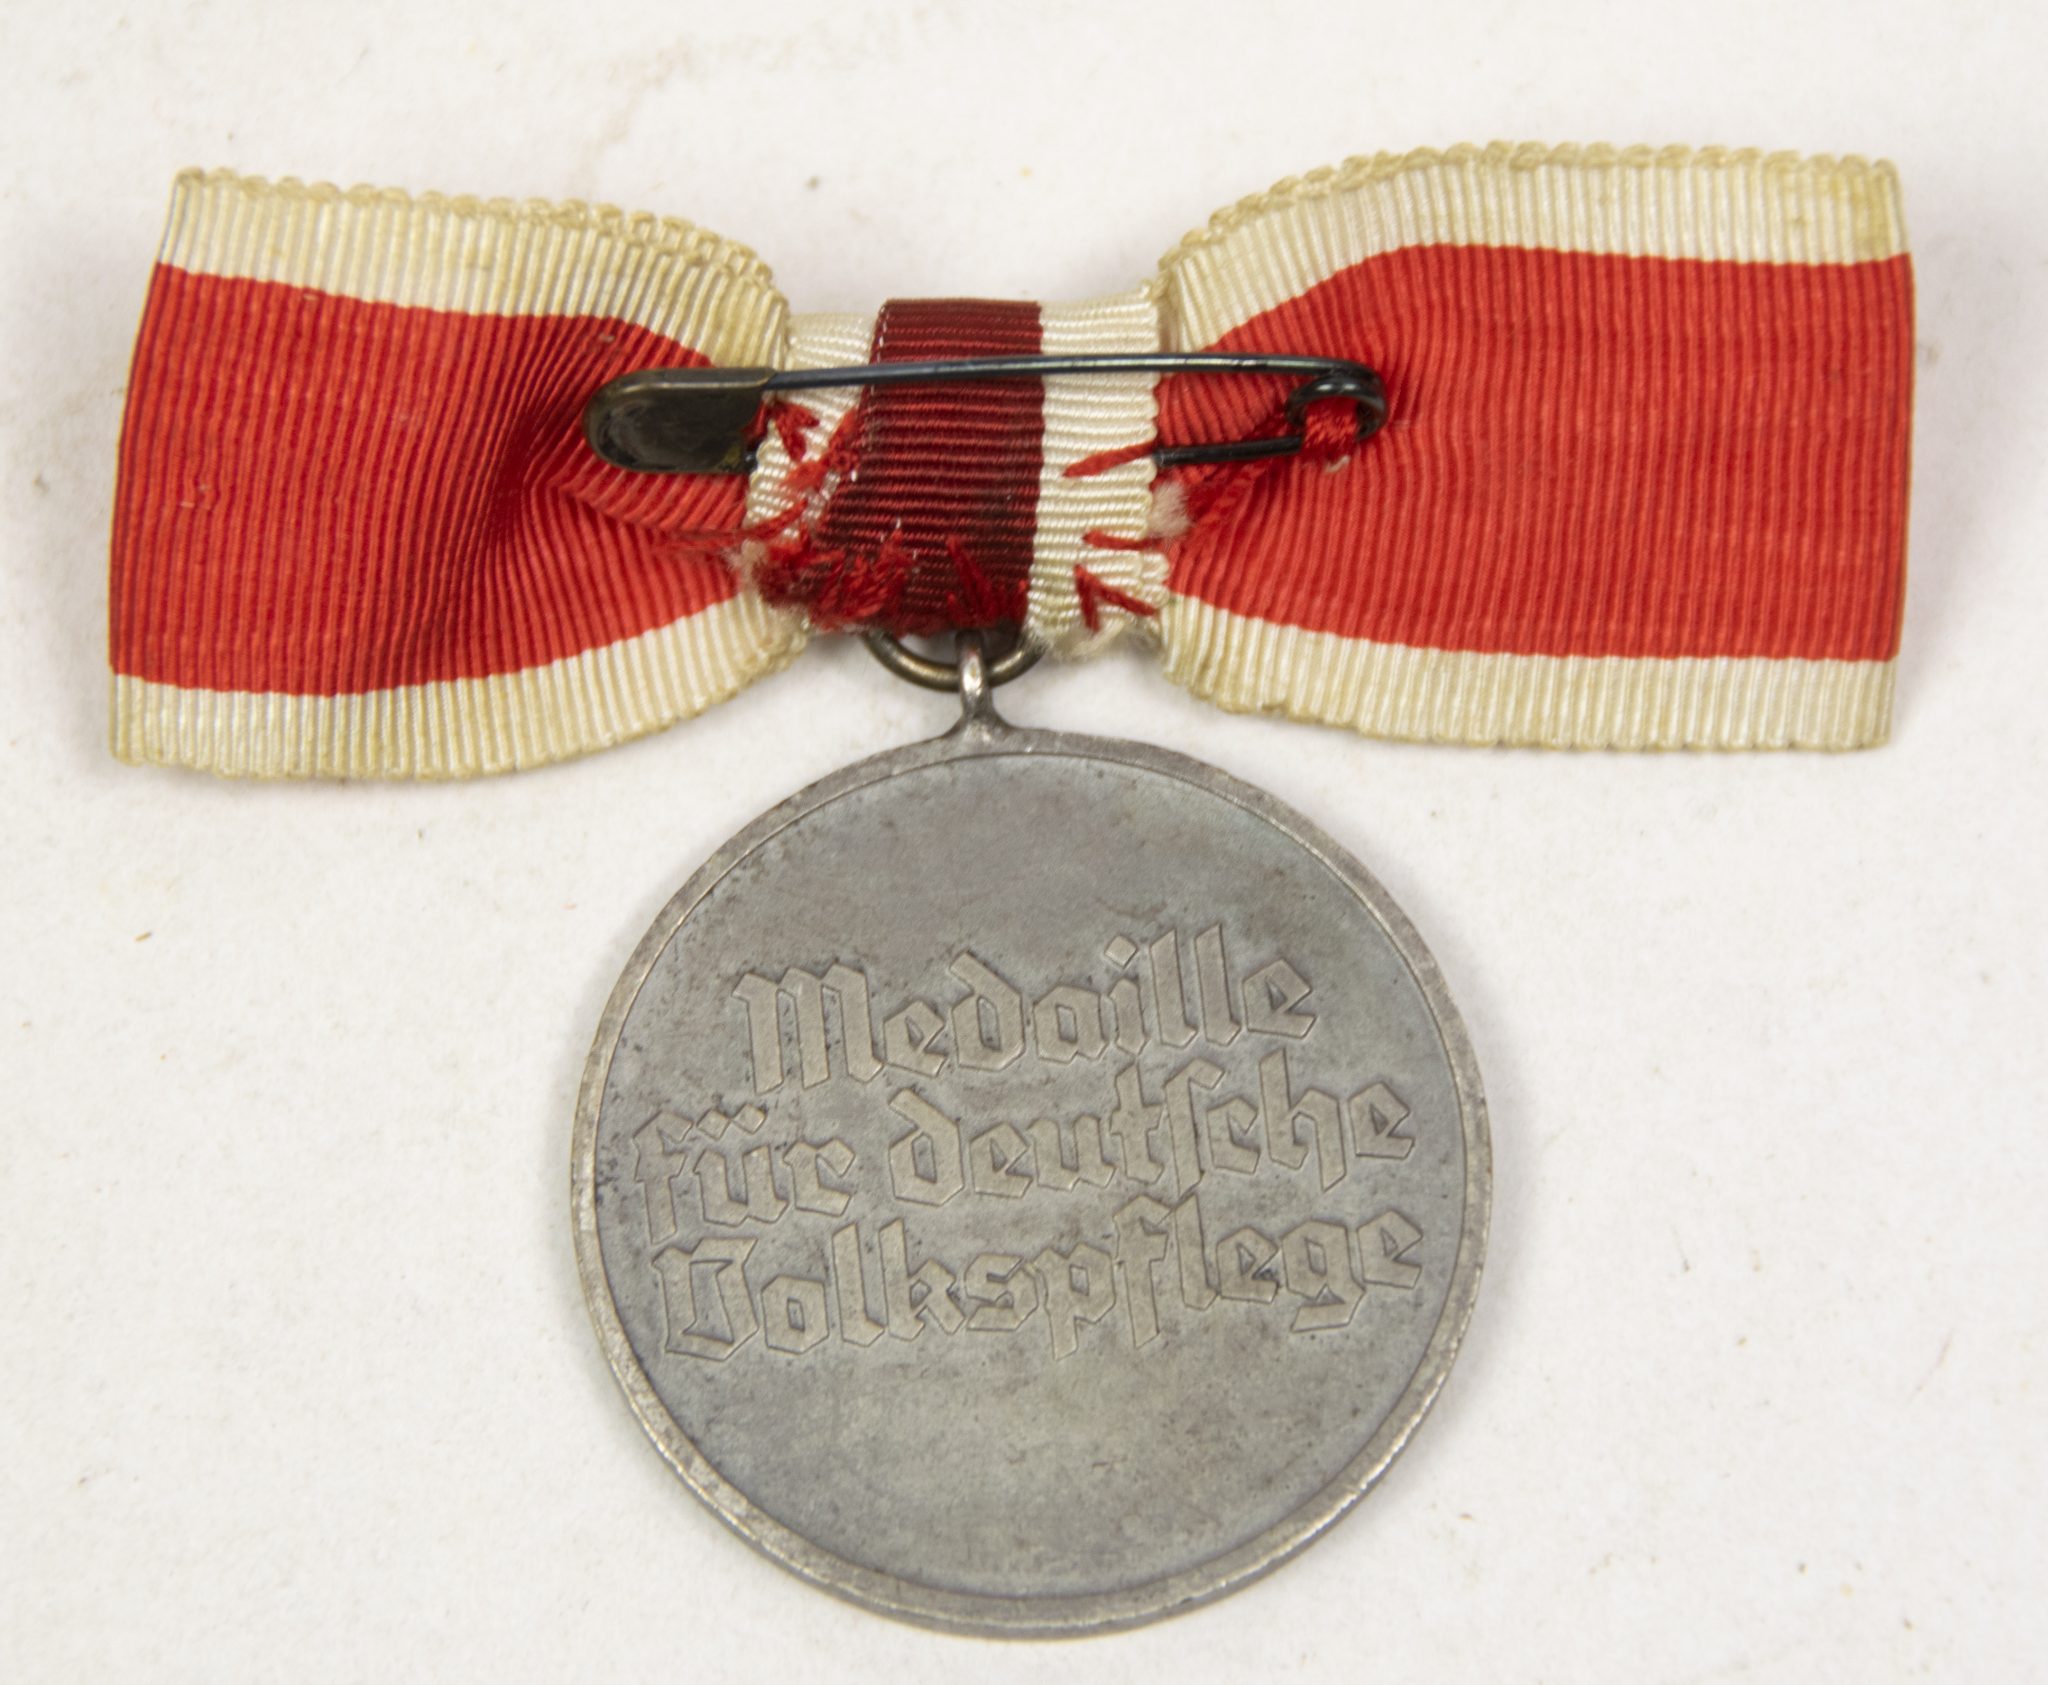 Medaille
für deutſche
Volkspflege